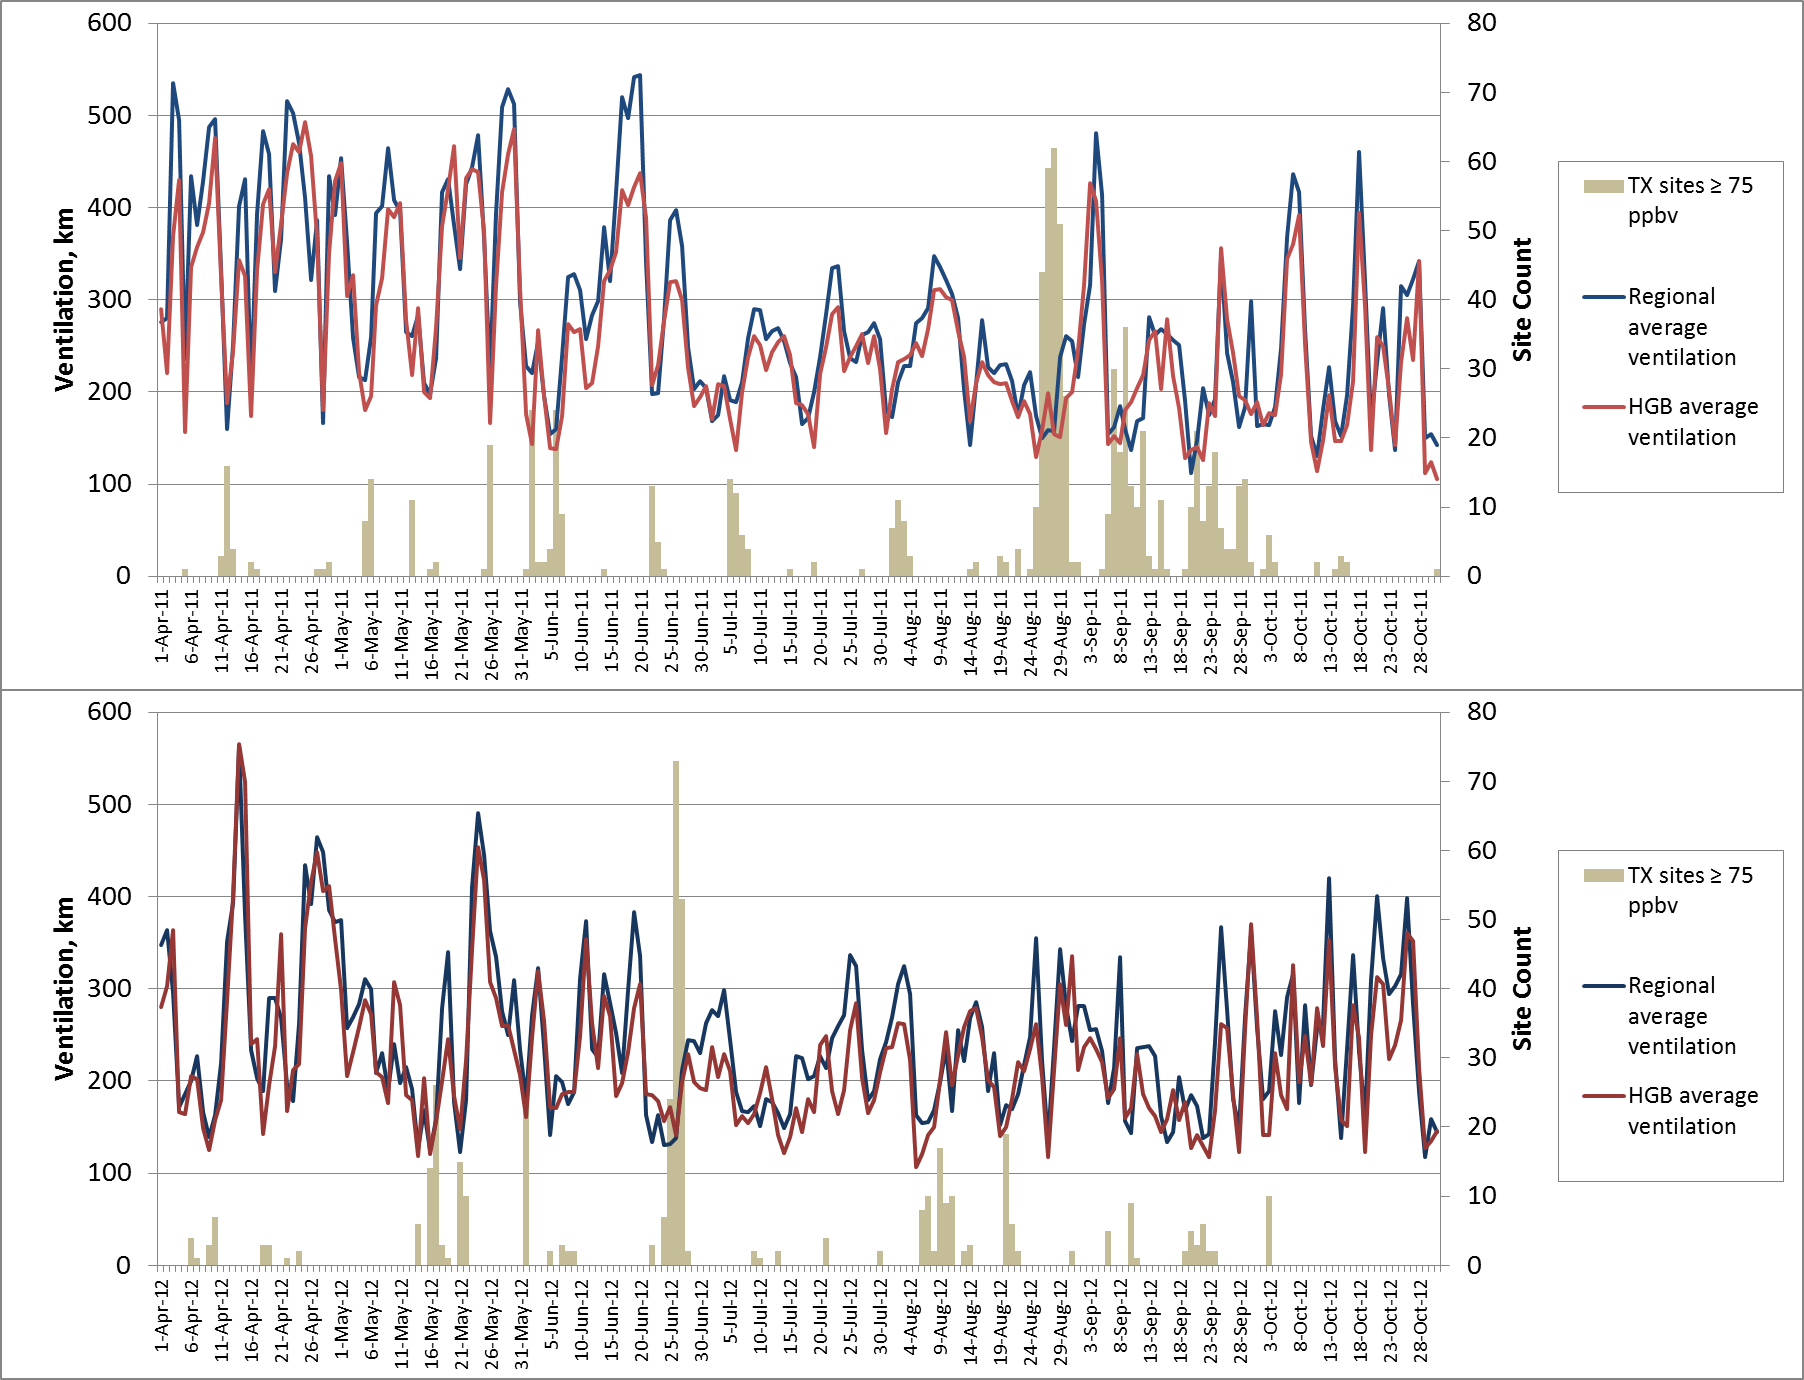 600
500
400
300
200
100
0
Ventilation, km
80
70
60
50
40
30
20
10
0
Site Count
1-Apr-11
6-Apr-11
11-Apr-11
16-Apr-11
21-Apr-11
26-Apr-11
1-May-11
6-May-11
11-May-11
16-May-11
21-May-11
26-May-11
31-May-11
5-Jun-11
10-Jun-11
15-Jun-11
20-Jun-11
25-Jun-11
30-Jun-11
5-Jul-11
10-Jul-11
15-Jul-11
20-Jul-11
25-Jul-11
30-Jul-11
4-Aug-11
9-Aug-11
14-Aug-11
19-Aug-11
24-Aug-11
29-Aug-11
3-Sep-11
8-Sep-11
13-Sep-11
18-Sep-11
23-Sep-11
28-Sep-11
3-Oct-11
8-Oct-11
13-Oct-11
18-Oct-11
23-Oct-11
28-Oct-11
TX sites ≥ 75
ppbv
Regional
average
ventilation
HGB average
ventilation
600
500
400
300
200
100
0
Ventilation, km
80
70
60
50
40
30
20
10
0
Site Count
1-Apr-12
6-Apr-12
11-Apr-12
16-Apr-12
21-Apr-12
26-Apr-12
1-May-12
6-May-12
11-May-12
16-May-12
21-May-12
26-May-12
31-May-12
5-Jun-12
10-Jun-12
15-Jun-12
20-Jun-12
25-Jun-12
30-Jun-12
5-Jul-12
10-Jul-12
15-Jul-12
20-Jul-12
25-Jul-12
30-Jul-12
4-Aug-12
9-Aug-12
14-Aug-12
19-Aug-12
24-Aug-12
29-Aug-12
3-Sep-12
8-Sep-12
13-Sep-12
18-Sep-12
23-Sep-12
28-Sep-12
3-Oct-12
8-Oct-12
13-Oct-12
18-Oct-12
23-Oct-12
28-Oct-12
TX sites ≥ 75
ppbv
Regional
average
ventilation
HGB average
ventilation